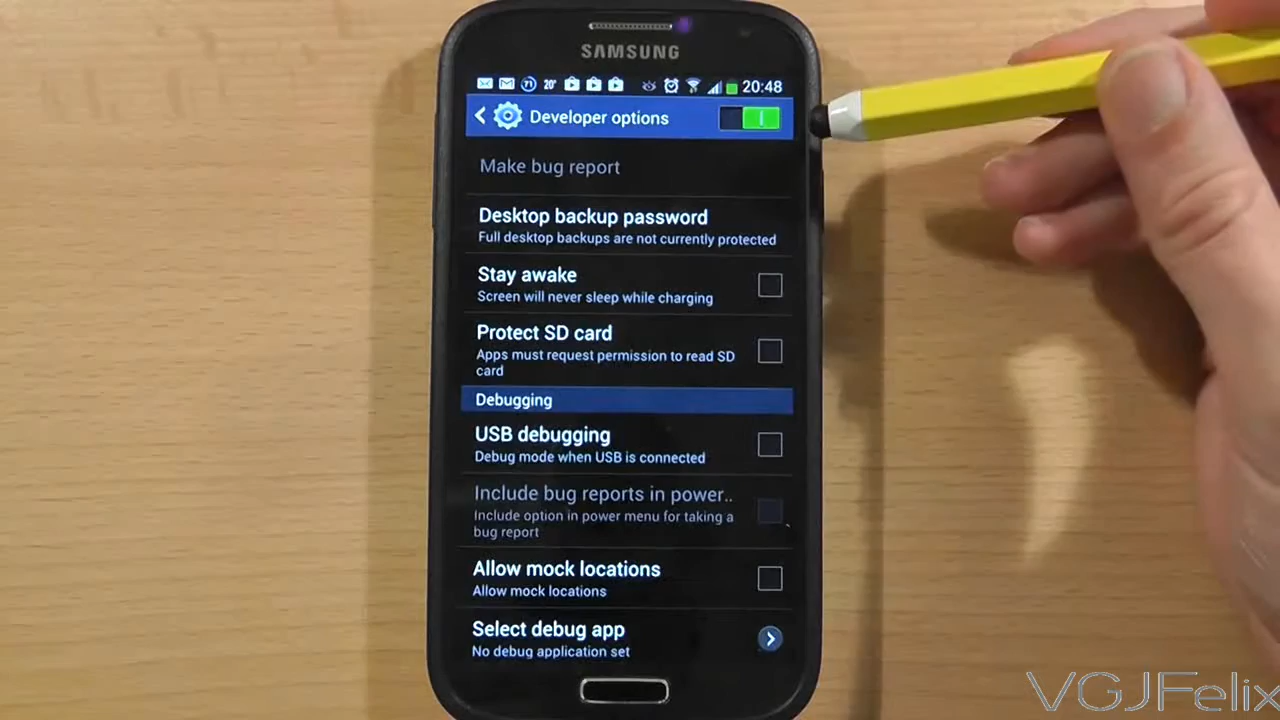 SAMSUNG
71 20° 20:48
Developer options
Make bug report
Desktop backup password
Full desktop backups are not currently protected
Stay awake
Screen will never sleep while charging
Protect SD card
Apps must request permission to read SD
card
Debugging
USB debugging
Debug mode when USB is connected
Include bug reports in power..
Include option in power menu for taking a
bug report
Allow mock locations
Allow mock locations
Select debug app
No debug application set
VGJFelix